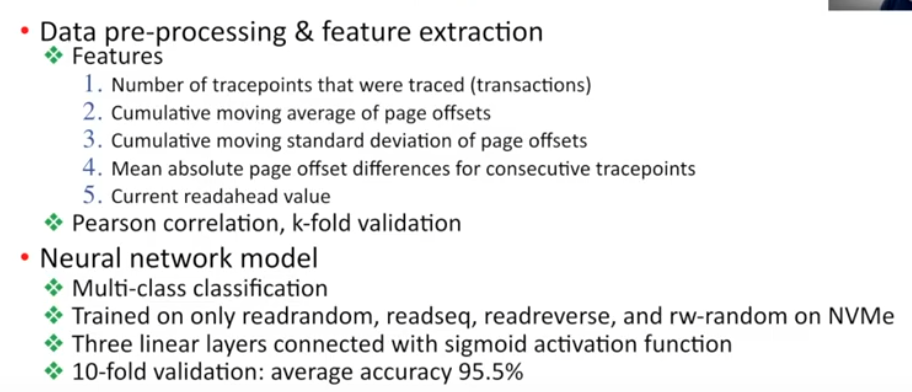 • Data pre-processing & feature extraction
❖ Features
1. Number of tracepoints that were traced (transactions)
2. Cumulative moving average of page offsets
3. Cumulative moving standard deviation of page offsets
4. Mean absolute page offset differences for consecutive tracepoints
5. Current readahead value
❖ Pearson correlation, k-fold validation
• Neural network model
❖ Multi-class classification
❖ Trained on only readrandom, readseq, readreverse, and rw-random on NVMe
❖ Three linear layers connected with sigmoid activation function
❖ 10-fold validation: average accuracy 95.5%